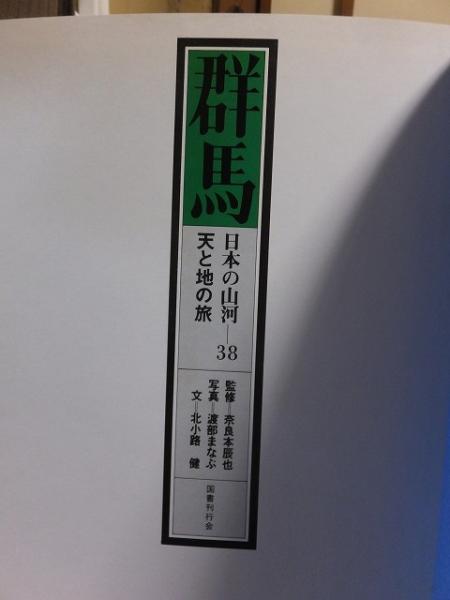 群馬
日本の山河―38
天と地の旅
監修=奈良本辰也
写真=渡部まなぶ
文=北小路 健
国書刊行会